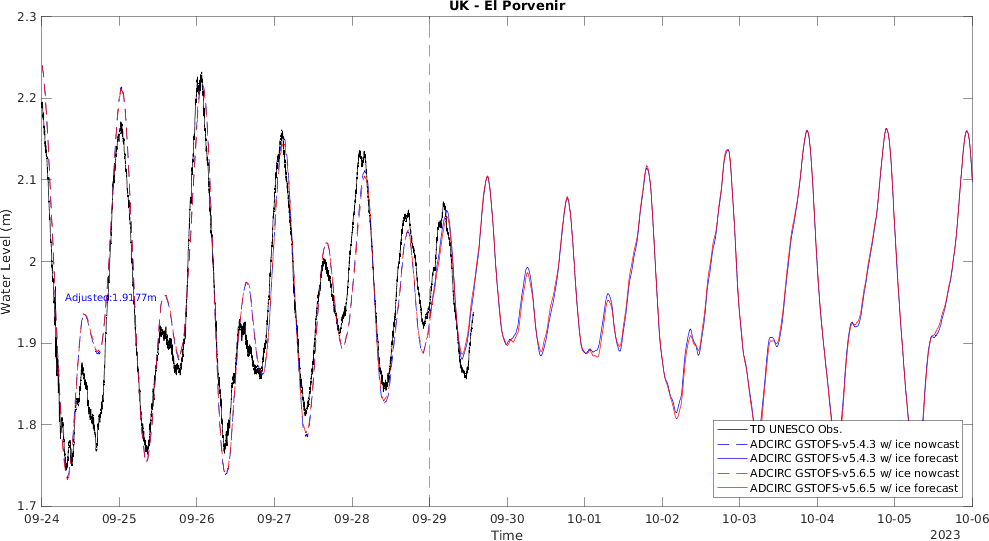 UK - El Porvenir
2.3
2.2
2.1
2
1.9
1.8
1.7
Water Level (m)
Adjusted:1.9177m
TD UNESCO Obs.
ADCIRC GSTOFS-v5.4.3 w/ ice nowcast
ADCIRC GSTOFS-v5.4.3 w/ ice forecast
ADCIRC GSTOFS-v5.6.5 w/ ice nowcast
ADCIRC GSTOFS-v5.6.5 w/ ice forecast
09-24 09-25 09-26 09-27 09-28 09-29 09-30 10-01 10-02 10-03 10-04 10-05 10-06
Time
2023